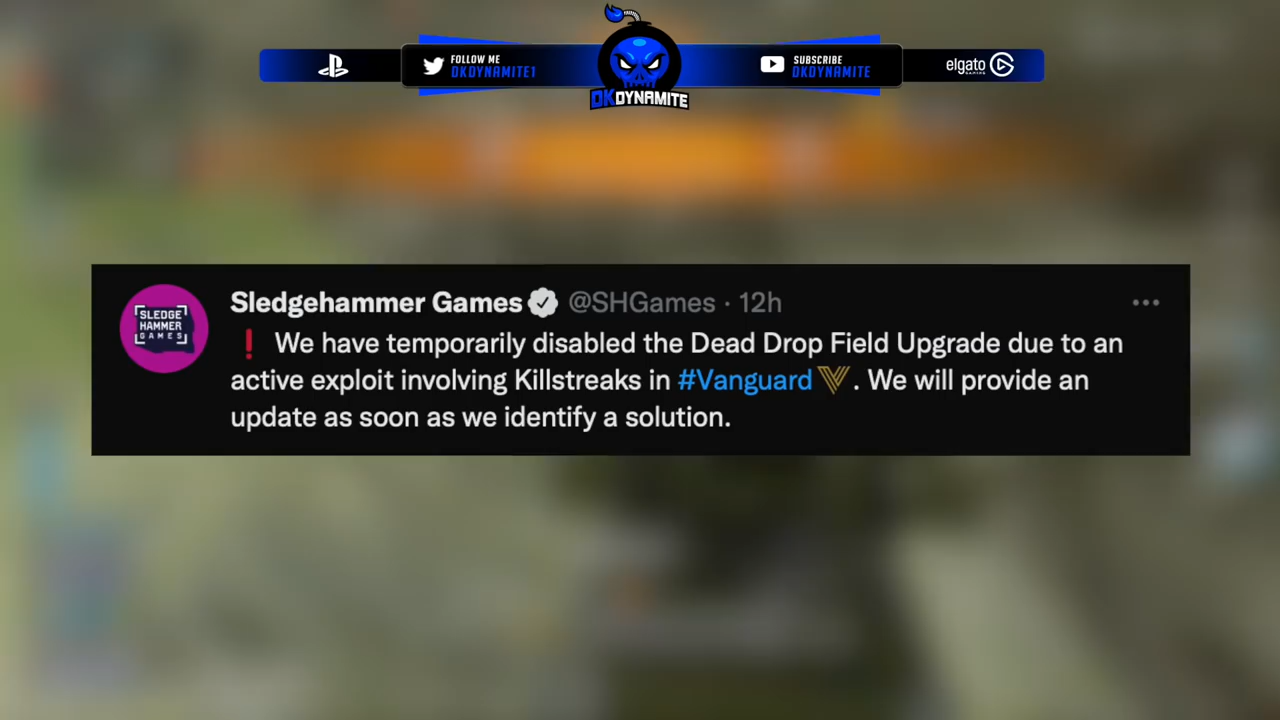 FOLLOW ME
DKDYNAMITE1
SUBSCRIBE
DKDYNAMITE
elgato
GAMING
DKDYNAMITE
SLEDGE
HAMMER
GAMES
Sledgehammer Games @SHGames · 12h
❗ We have temporarily disabled the Dead Drop Field Upgrade due to an
active exploit involving Killstreaks in #Vanguard. We will provide an
update as soon as we identify a solution.